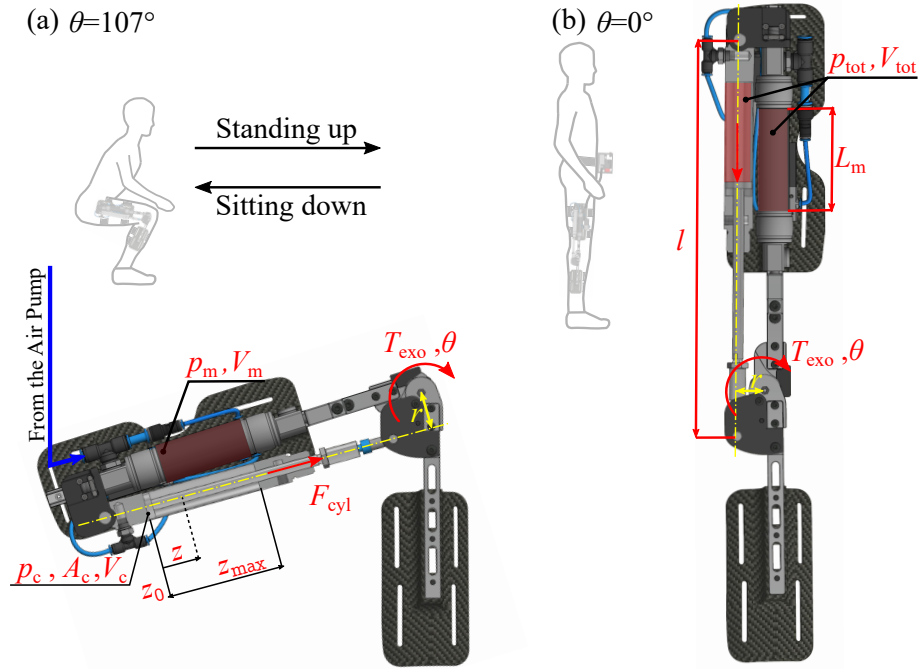 (a) θ=107°
(b) θ=0°
Standing up
Sitting down
p_tot, V_tot
L_m
l
From the Air Pump
T_exo, θ
p_m, V_m
r
T_exo, θ
r
F_cyl
z
z_max
z_0
p_c, A_c, V_c